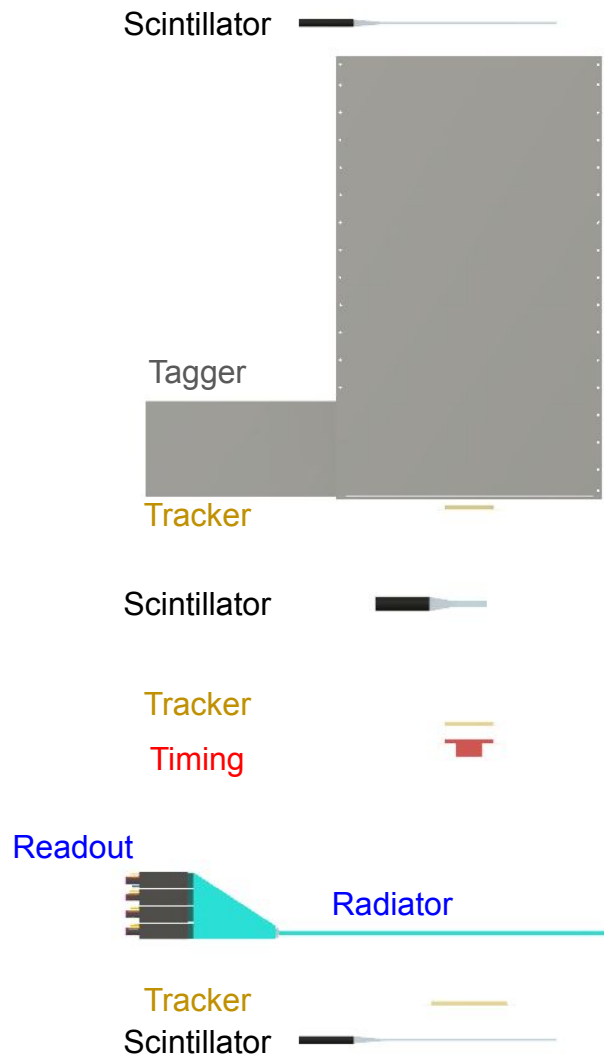 Scintillator
Tagger
Tracker
Scintillator
Tracker
Timing
Readout
Radiator
Tracker
Scintillator